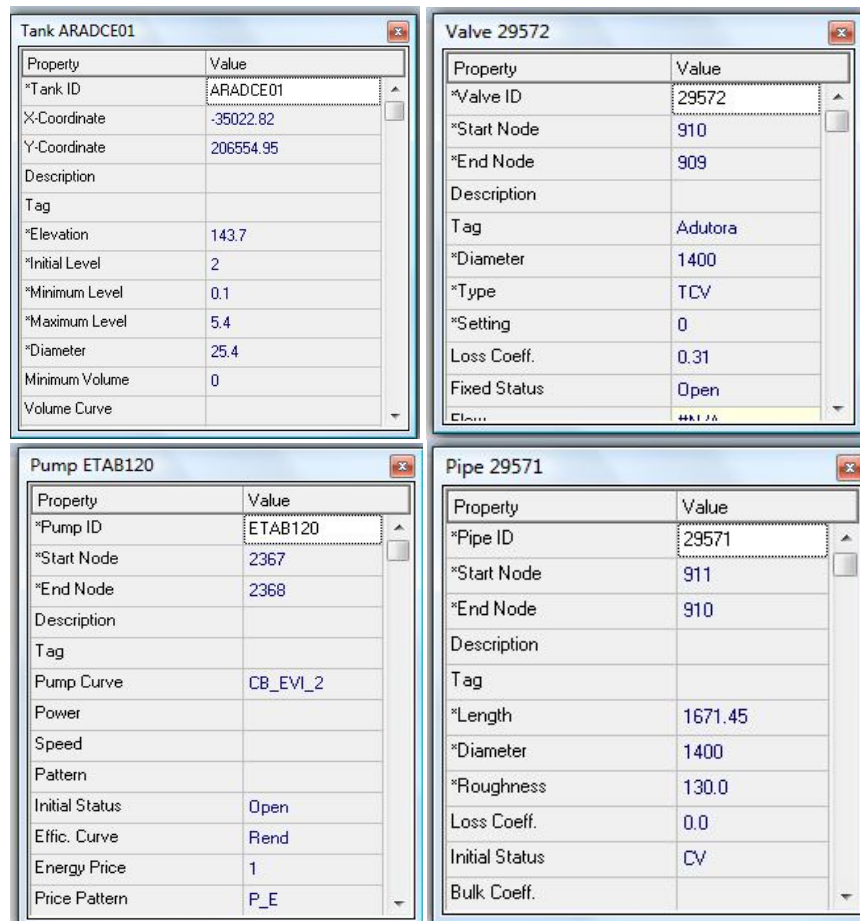 Tank ARADCE01
Property Value
*Tank ID ARADCE01
X-Coordinate -35022.82
Y-Coordinate 206554.95
Description
Tag
*Elevation 143.7
*Initial Level 2
*Minimum Level 0.1
*Maximum Level 5.4
*Diameter 25.4
Minimum Volume 0
Volume Curve
Valve 29572
Property Value
*Valve ID 29572
*Start Node 910
*End Node 909
Description
Tag Adutora
*Diameter 1400
*Type TCV
*Setting 0
Loss Coeff. 0.31
Fixed Status Open
Flow #N/A
Pump ETAB120
Property Value
*Pump ID ETAB120
*Start Node 2367
*End Node 2368
Description
Tag
Pump Curve CB_EVI_2
Power
Speed
Pattern
Initial Status Open
Effic. Curve Rend
Energy Price 1
Price Pattern P_E
Pipe 29571
Property Value
*Pipe ID 29571
*Start Node 911
*End Node 910
Description
Tag
*Length 1671.45
*Diameter 1400
*Roughness 130.0
Loss Coeff. 0.0
Initial Status CV
Bulk Coeff.